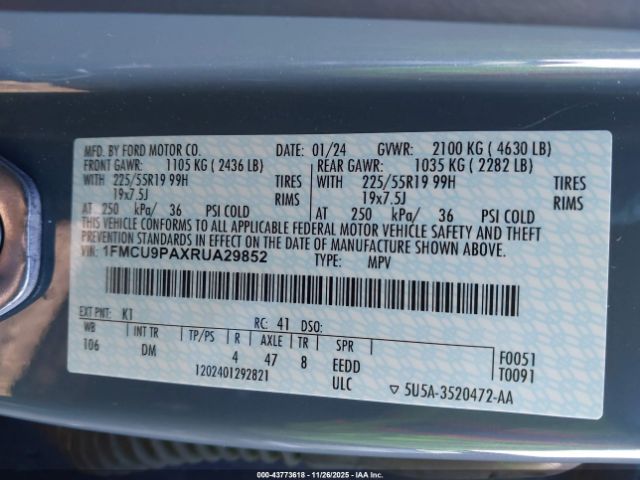 MFD. BY FORD MOTOR CO. DATE: 01/24 GVWR: 2100 KG ( 4630 LB)
FRONT GAWR: 1105 KG ( 2436 LB) REAR GAWR: 1035 KG ( 2282 LB)
WITH 225/55R19 99H TIRES WITH 225/55R19 99H TIRES
19x7.5J RIMS 19x7.5J RIMS
AT 250 kPa/ 36 PSI COLD AT 250 kPa/ 36 PSI COLD
THIS VEHICLE CONFORMS TO ALL APPLICABLE FEDERAL MOTOR VEHICLE SAFETY AND BUMPER
STANDARDS IN EFFECT ON THE DATE OF MANUFACTURE SHOWN ABOVE.
VIN: 1FMCU9PAXRUA29852 TYPE: MPV
EXT PNT: K1 RC: 41 DSO:
WB INT TR TP/PS R AXLE TR SPR F0051
106 DM 4 47 8 EEDD T0091
1202401292821 ULC ▽ 5U5A-3520472-AA
000-43773618 - 11/26/2025 - IAA Inc.